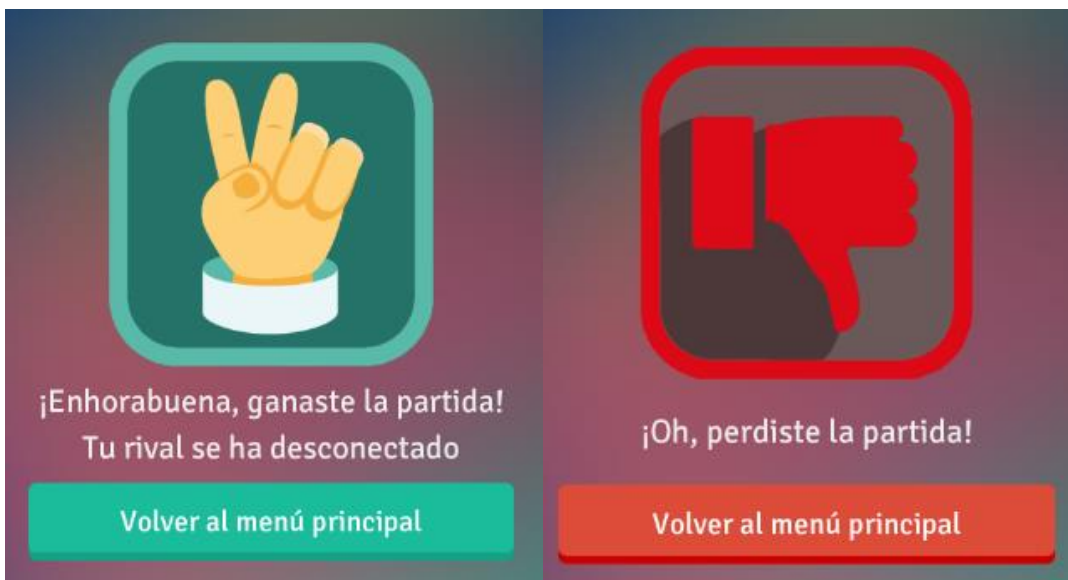 ¡Enhorabuena, ganaste la partida!
Tu rival se ha desconectado
Volver al menú principal
¡Oh, perdiste la partida!
Volver al menú principal